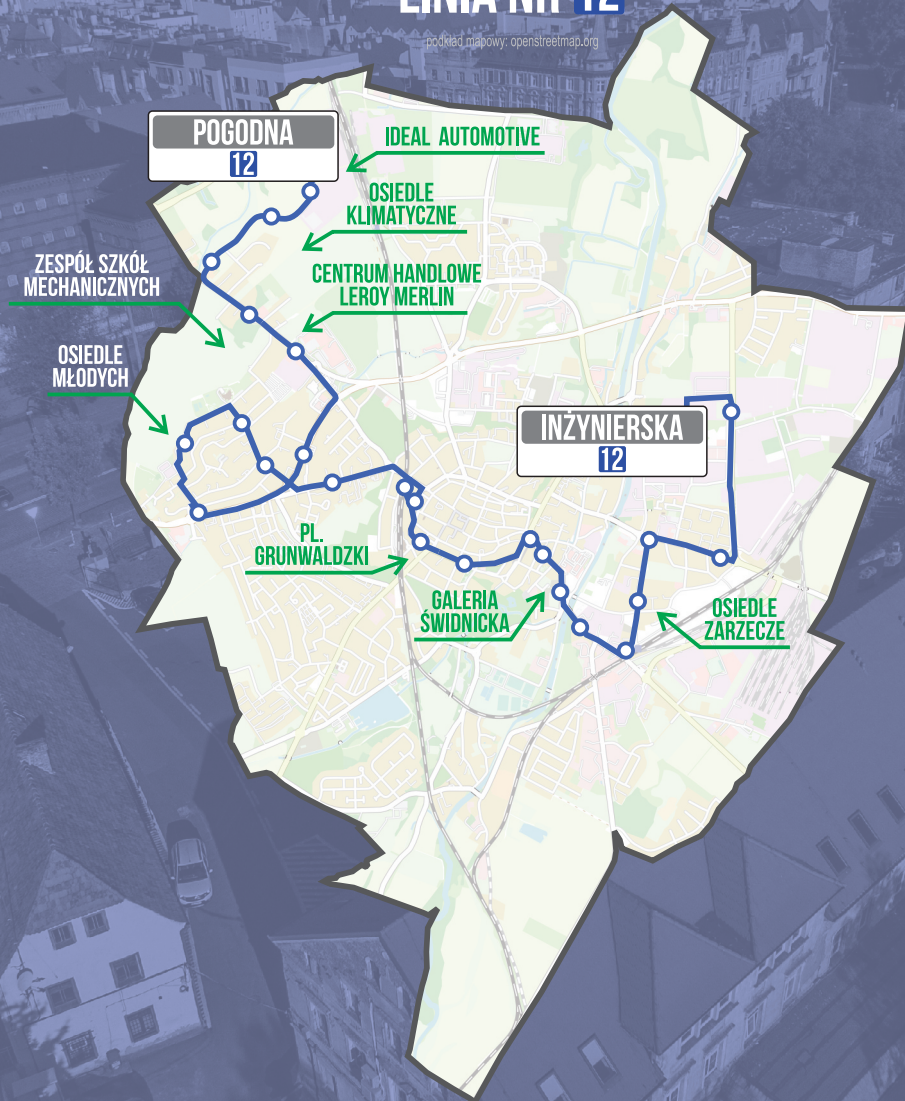 LINIA NR 12
podkład mapowy: openstreetmap.org
POGODNA
12
IDEAL AUTOMOTIVE
OSIEDLE
KLIMATYCZNE
ZESPÓŁ SZKÓŁ
MECHANICZNYCH
CENTRUM HANDLOWE
LEROY MERLIN
OSIEDLE
MŁODYCH
INŻYNIERSKA
12
PL.
GRUNWALDZKI
GALERIA
ŚWIDNICKA
OSIEDLE
ZARZECZE